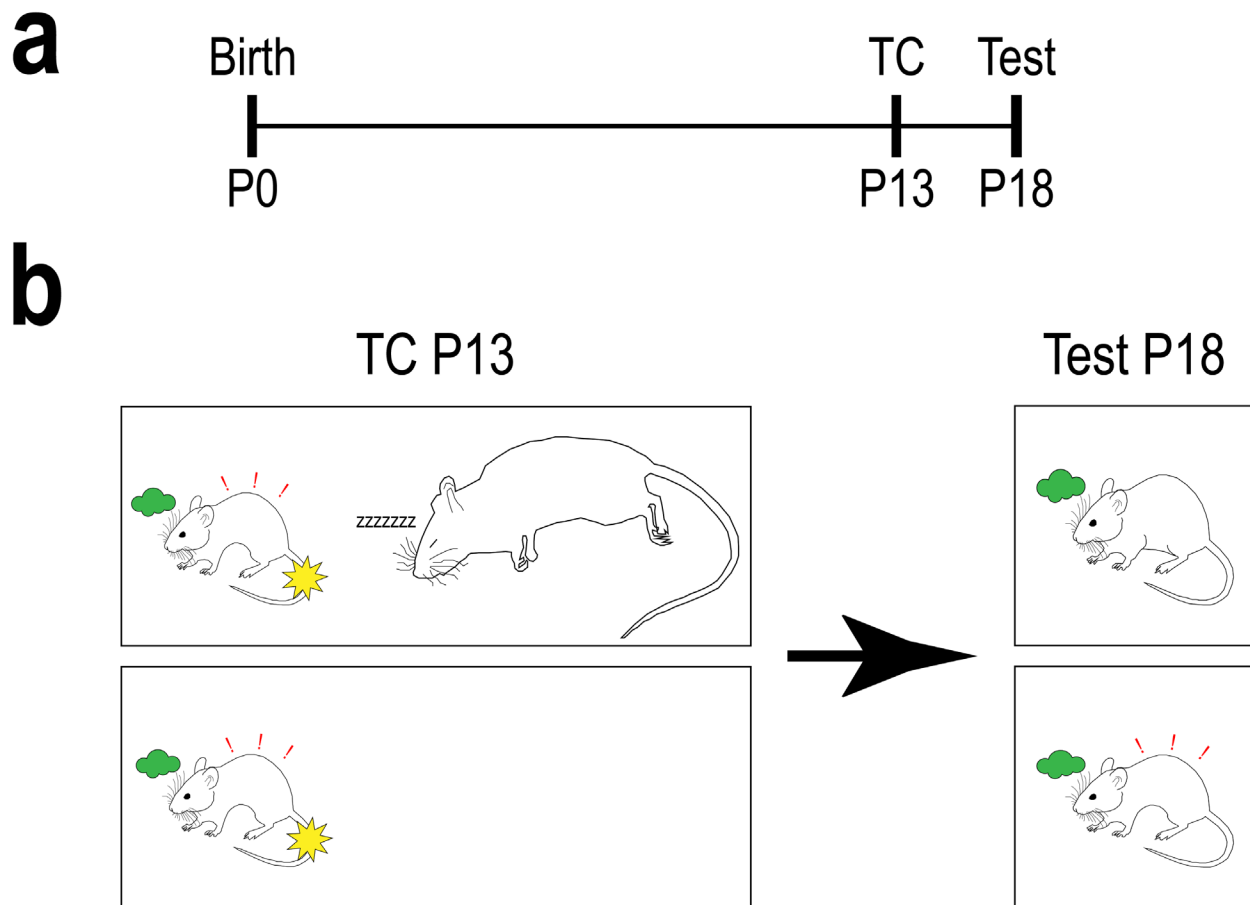 a
Birth TC Test
P0 P13 P18
b
TC P13 Test P18
! ! !
zzzzzzz
! ! ! ! ! !